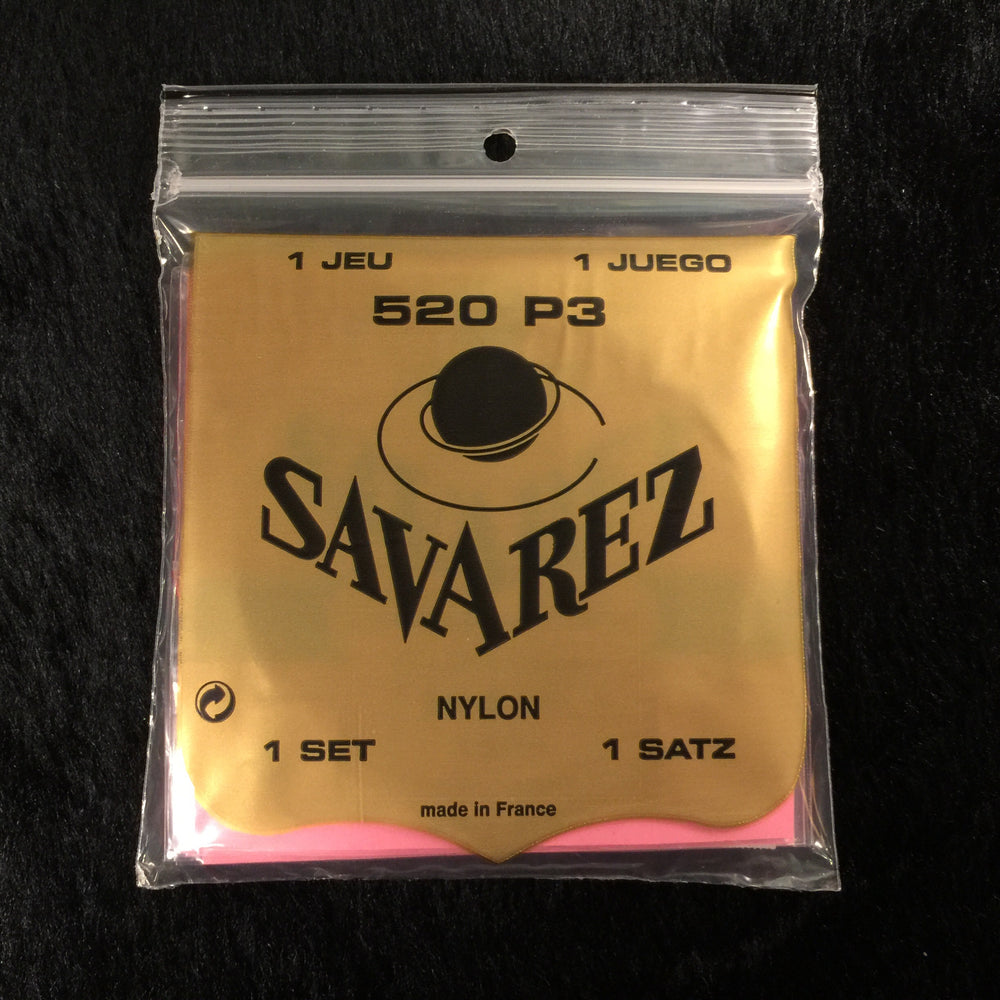 1 JEU 1 JUEGO
520 P3
SAVAREZ
NYLON
1 SET 1 SATZ
made in France